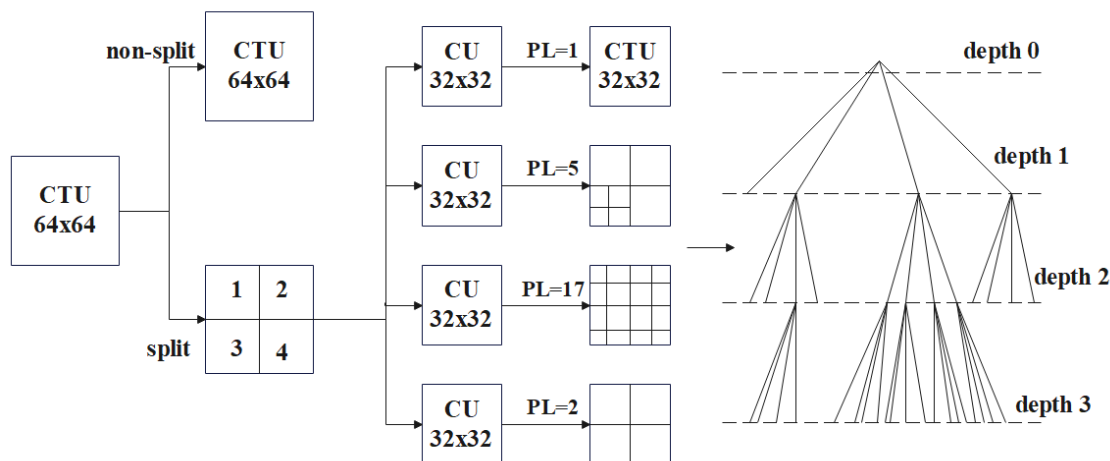 non-split
CTU
64x64
CTU
64x64
split
1 2
3 4
CU
32x32
PL=1
CTU
32x32
CU
32x32
PL=5
CU
32x32
PL=17
CU
32x32
PL=2
depth 0
depth 1
depth 2
depth 3